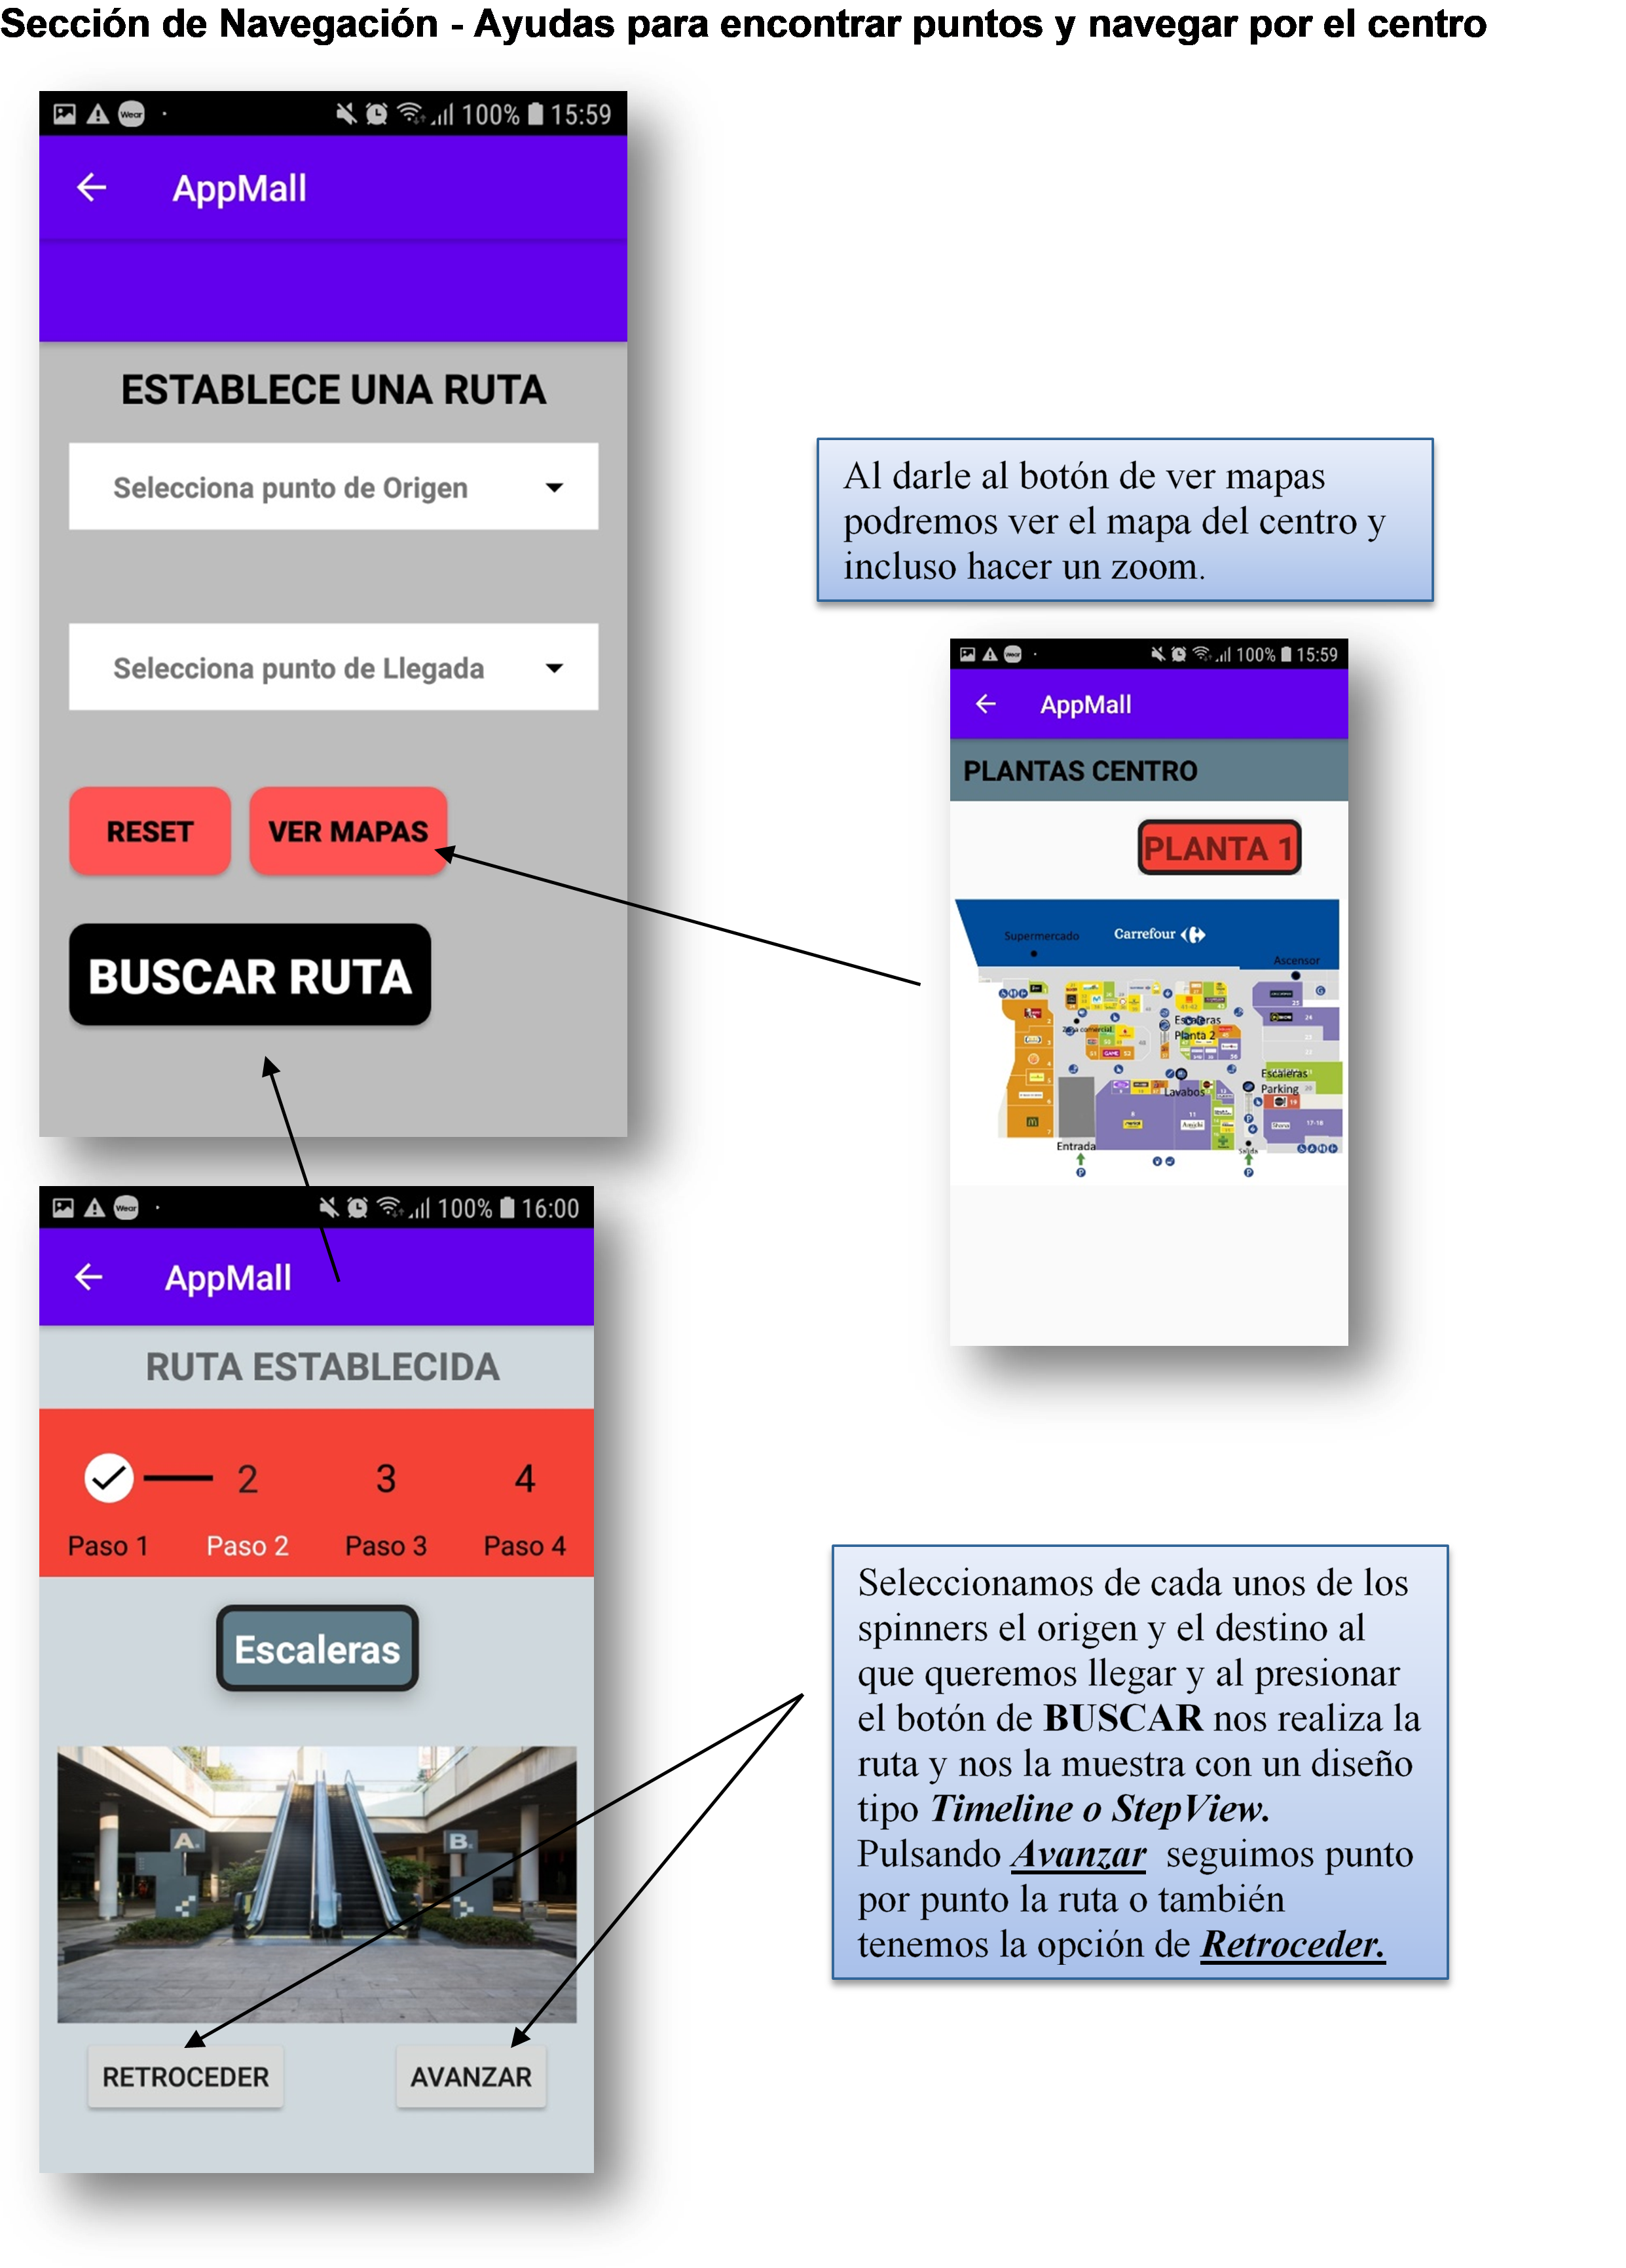 Sección de Navegación - Ayudas para encontrar puntos y navegar por el centro
Wear
100% 15:59
AppMall
ESTABLECE UNA RUTA
Selecciona punto de Origen
Selecciona punto de Llegada
RESET
VER MAPAS
BUSCAR RUTA
Al darle al botón de ver mapas
podremos ver el mapa del centro y
incluso hacer un zoom.
100% 15:59
AppMall
PLANTAS CENTRO
PLANTA 1
Supermercado
Carrefour
Ascensor
Zona comercial
Escaleras
Planta 2
Escaleras
Parking
Lavabos
Entrada
Salida
Wear
100% 16:00
AppMall
RUTA ESTABLECIDA
2 3 4
Paso 1 Paso 2 Paso 3 Paso 4
Escaleras
A.
B.
RETROCEDER
AVANZAR
Seleccionamos de cada unos de los
spinners el origen y el destino al
que queremos llegar y al presionar
el botón de BUSCAR nos realiza la
ruta y nos la muestra con un diseño
tipo Timeline o StepView.
Pulsando Avanzar seguimos punto
por punto la ruta o también
tenemos la opción de Retroceder.